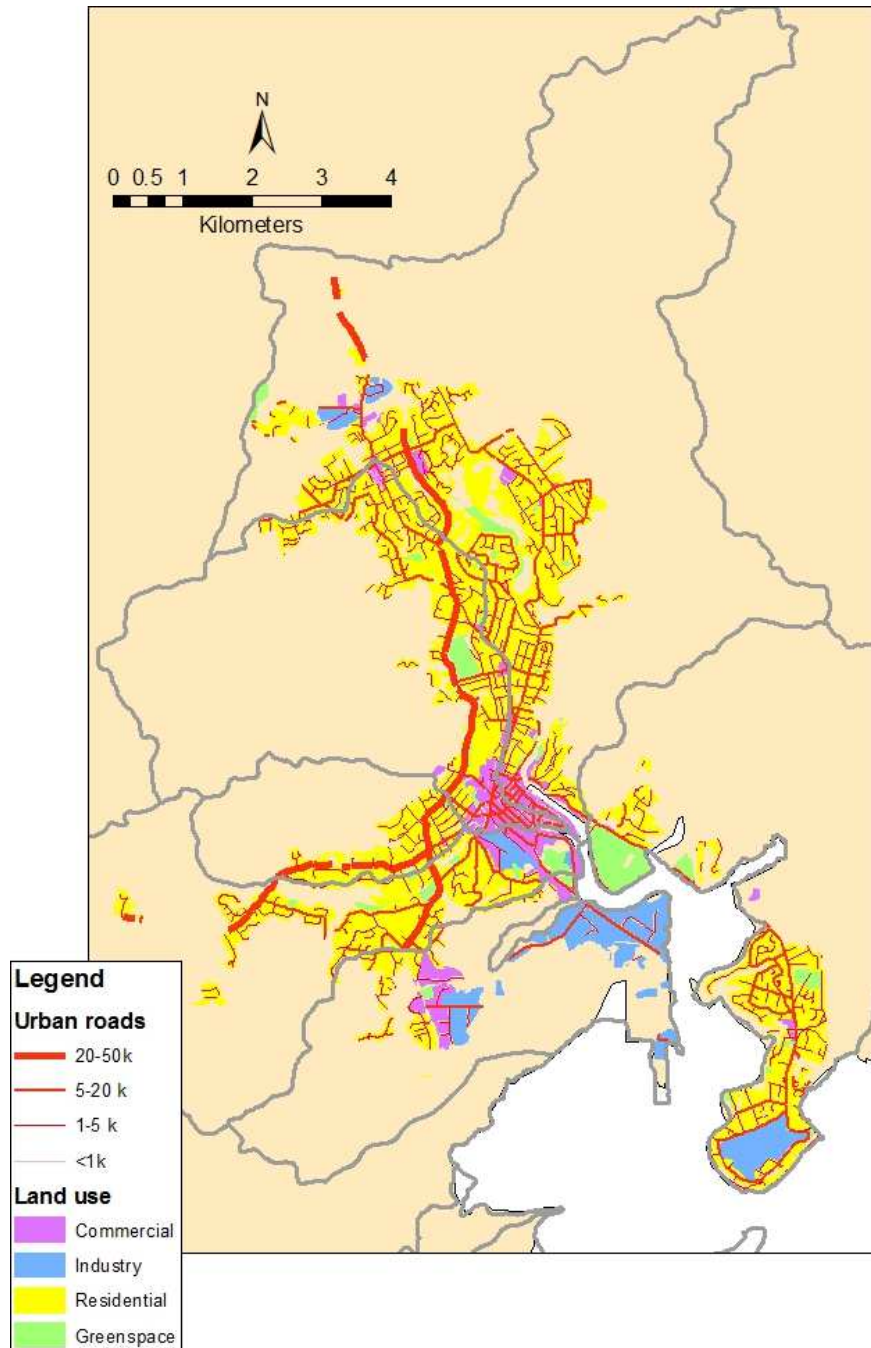 N
0 0.5 1 2 3 4
Kilometers
Legend
Urban roads
20-50k
5-20 k
1-5 k
<1k
Land use
Commercial
Industry
Residential
Greenspace